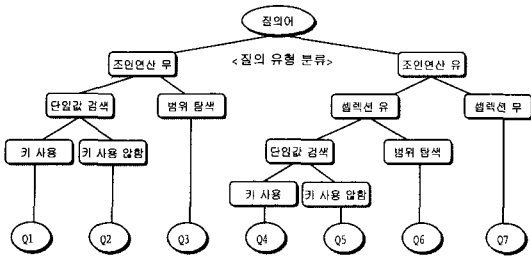 질의어
<질의 유형 분류>
조인연산 무
조인연산 유
단일값 검색
범위 탐색
셀렉션 유
셀렉션 무
키 사용
키 사용 않함
단일값 검색
범위 탐색
키 사용
키 사용 않함
Q1
Q2
Q3
Q4
Q5
Q6
Q7